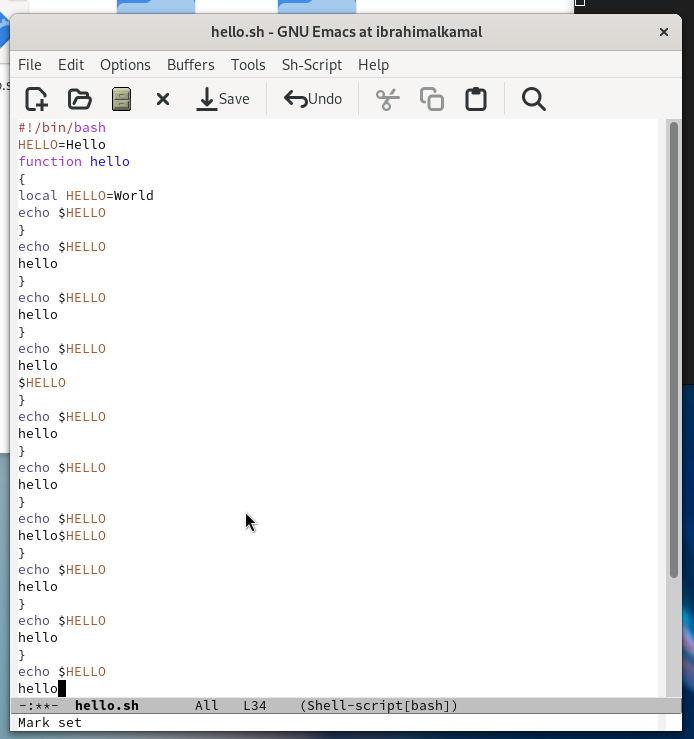 hello.sh - GNU Emacs at ibrahimalkamal
File Edit Options Buffers Tools Sh-Script Help
Save Undo
#!/bin/bash
HELLO=Hello
function hello
{
local HELLO=World
echo $HELLO
}
echo $HELLO
hello
}
echo $HELLO
hello
}
echo $HELLO
hello
$HELLO
}
echo $HELLO
hello
}
echo $HELLO
hello
}
echo $HELLO
hello$HELLO
}
echo $HELLO
hello
}
echo $HELLO
hello
}
echo $HELLO
hello
-:**- hello.sh All L34 (Shell-script[bash])
Mark set